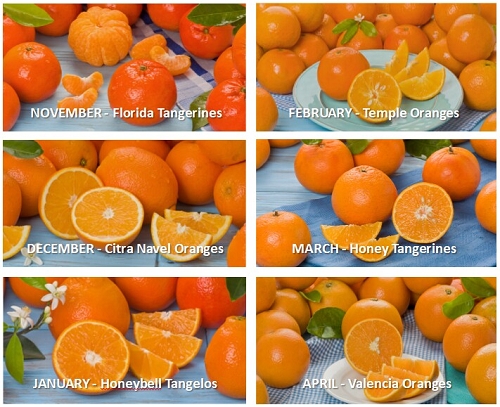 NOVEMBER - Florida Tangerines
FEBRUARY - Temple Oranges
DECEMBER - Citra Navel Oranges
MARCH - Honey Tangerines
JANUARY - Honeybell Tangelos
APRIL - Valencia Oranges